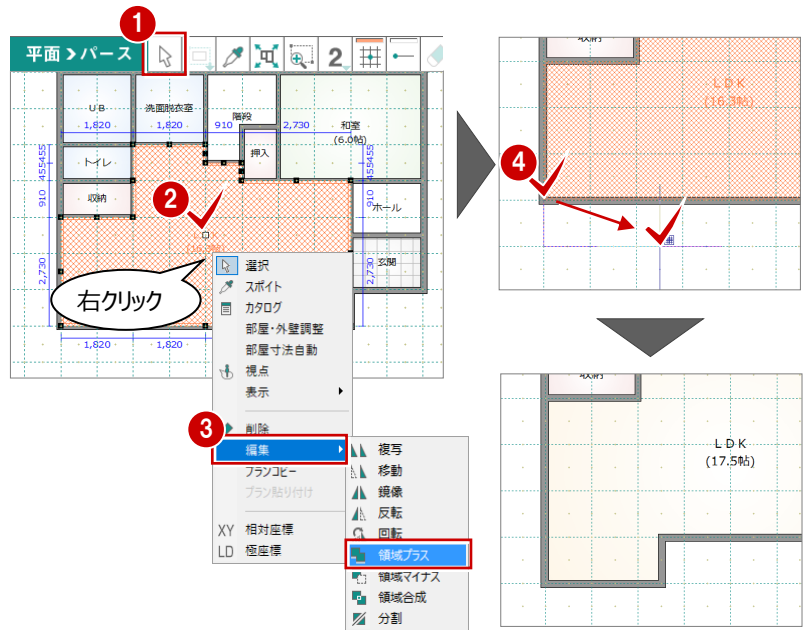 1
平面 > パース
2
UB
洗面脱衣室
階段
1,820
1,820
910
2,730
和室
(6.0帖)
455455
455455
トイレ
押入
収納
910
910
ホール
2
LDK
玄関
2,730
2,730
右クリック
1,820
1,820
選択
スポイト
カタログ
部屋・外壁調整
部屋寸法自動
視点
表示
3
削除
編集
プランコピー
プラン貼り付け
XY 相対座標
LD 極座標
複写
移動
鏡像
反転
回転
領域プラス
領域マイナス
領域合成
分割
LDK
(16.3帖)
4
LDK
(17.5帖)